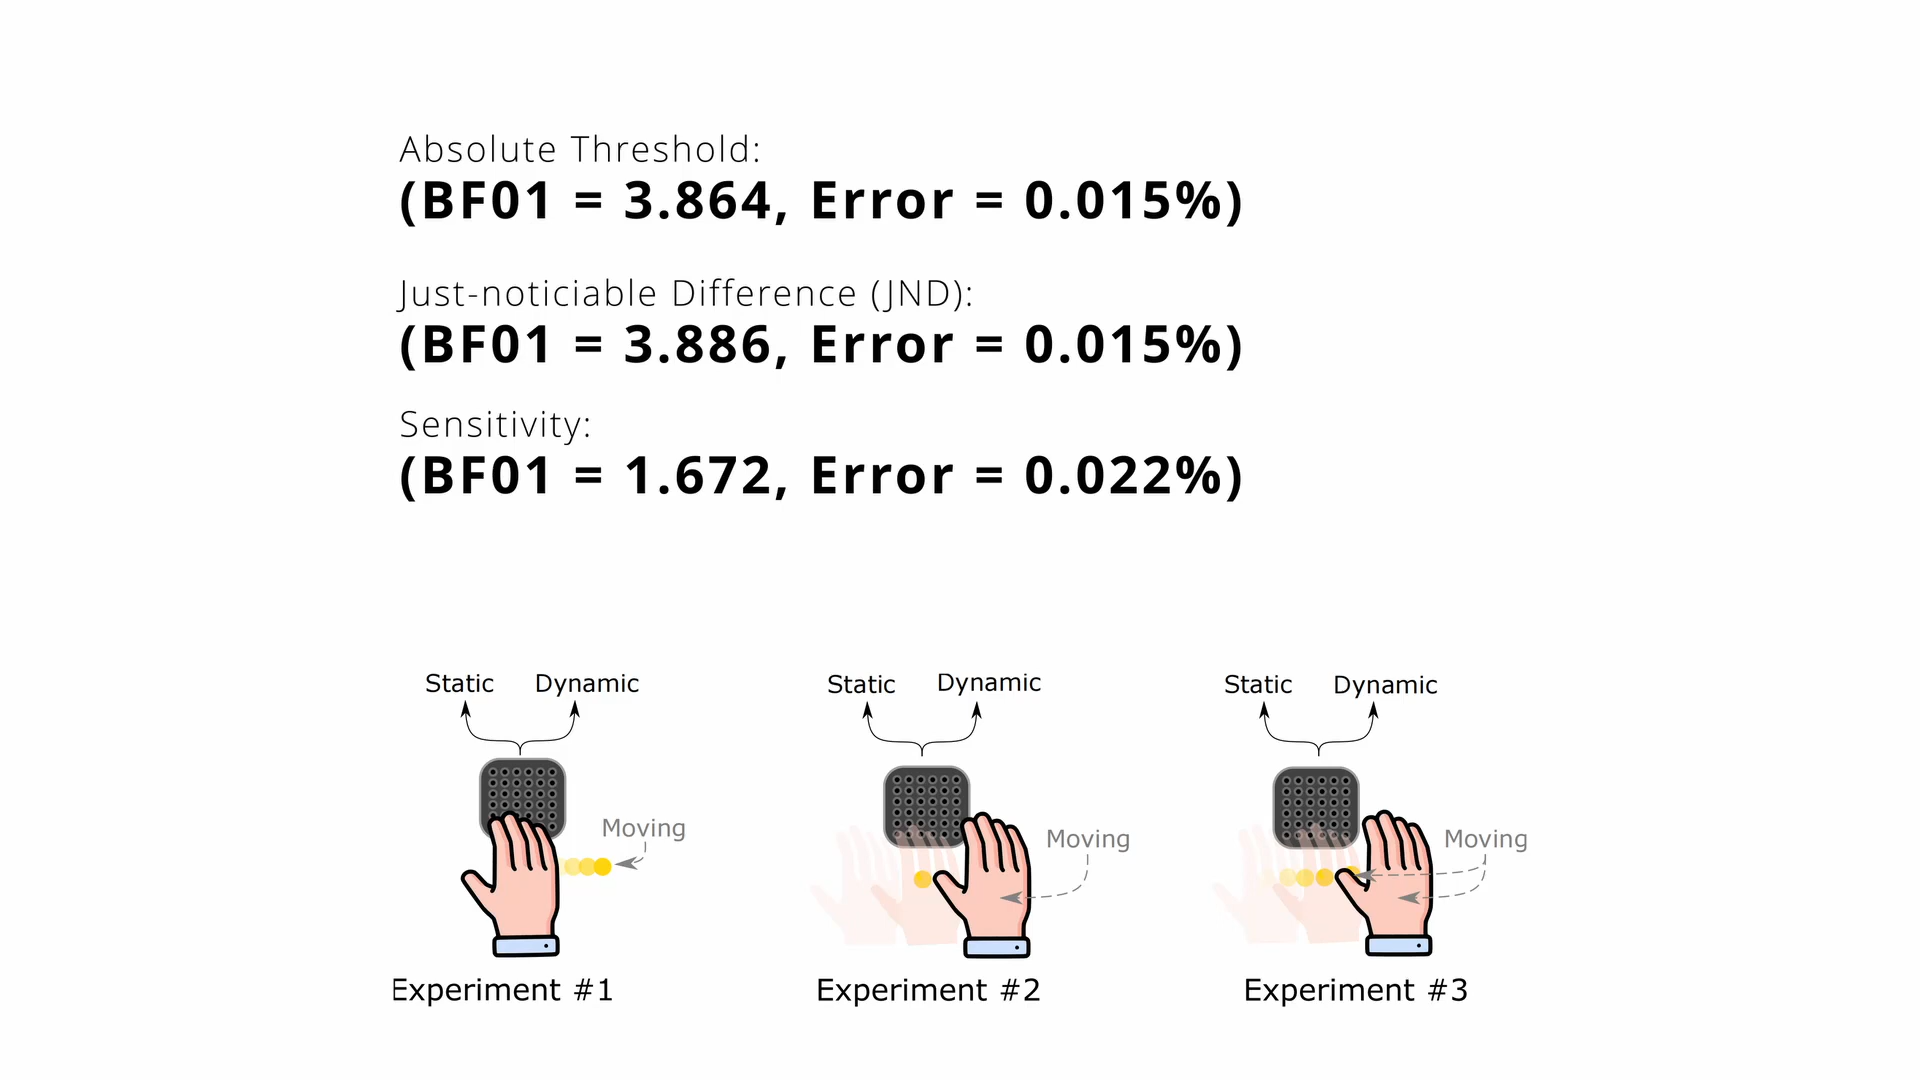 Absolute Threshold:
(BF01 = 3.864, Error = 0.015%)
Just-noticiable Difference (JND):
(BF01 = 3.886, Error = 0.015%)
Sensitivity:
(BF01 = 1.672, Error = 0.022%)
Static Dynamic
Moving
Experiment #1
Static Dynamic
Moving
Experiment #2
Static Dynamic
Moving
Experiment #3